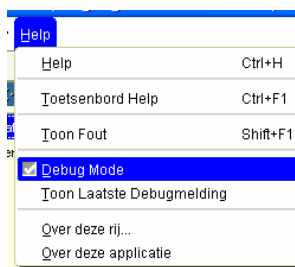 Help
Help Ctrl+H
Toetsenbord Help Ctrl+F1
Toon Fout Shift+F1
Debug Mode
Toon Laatste Debugmelding
Over deze rij...
Over deze applicatie